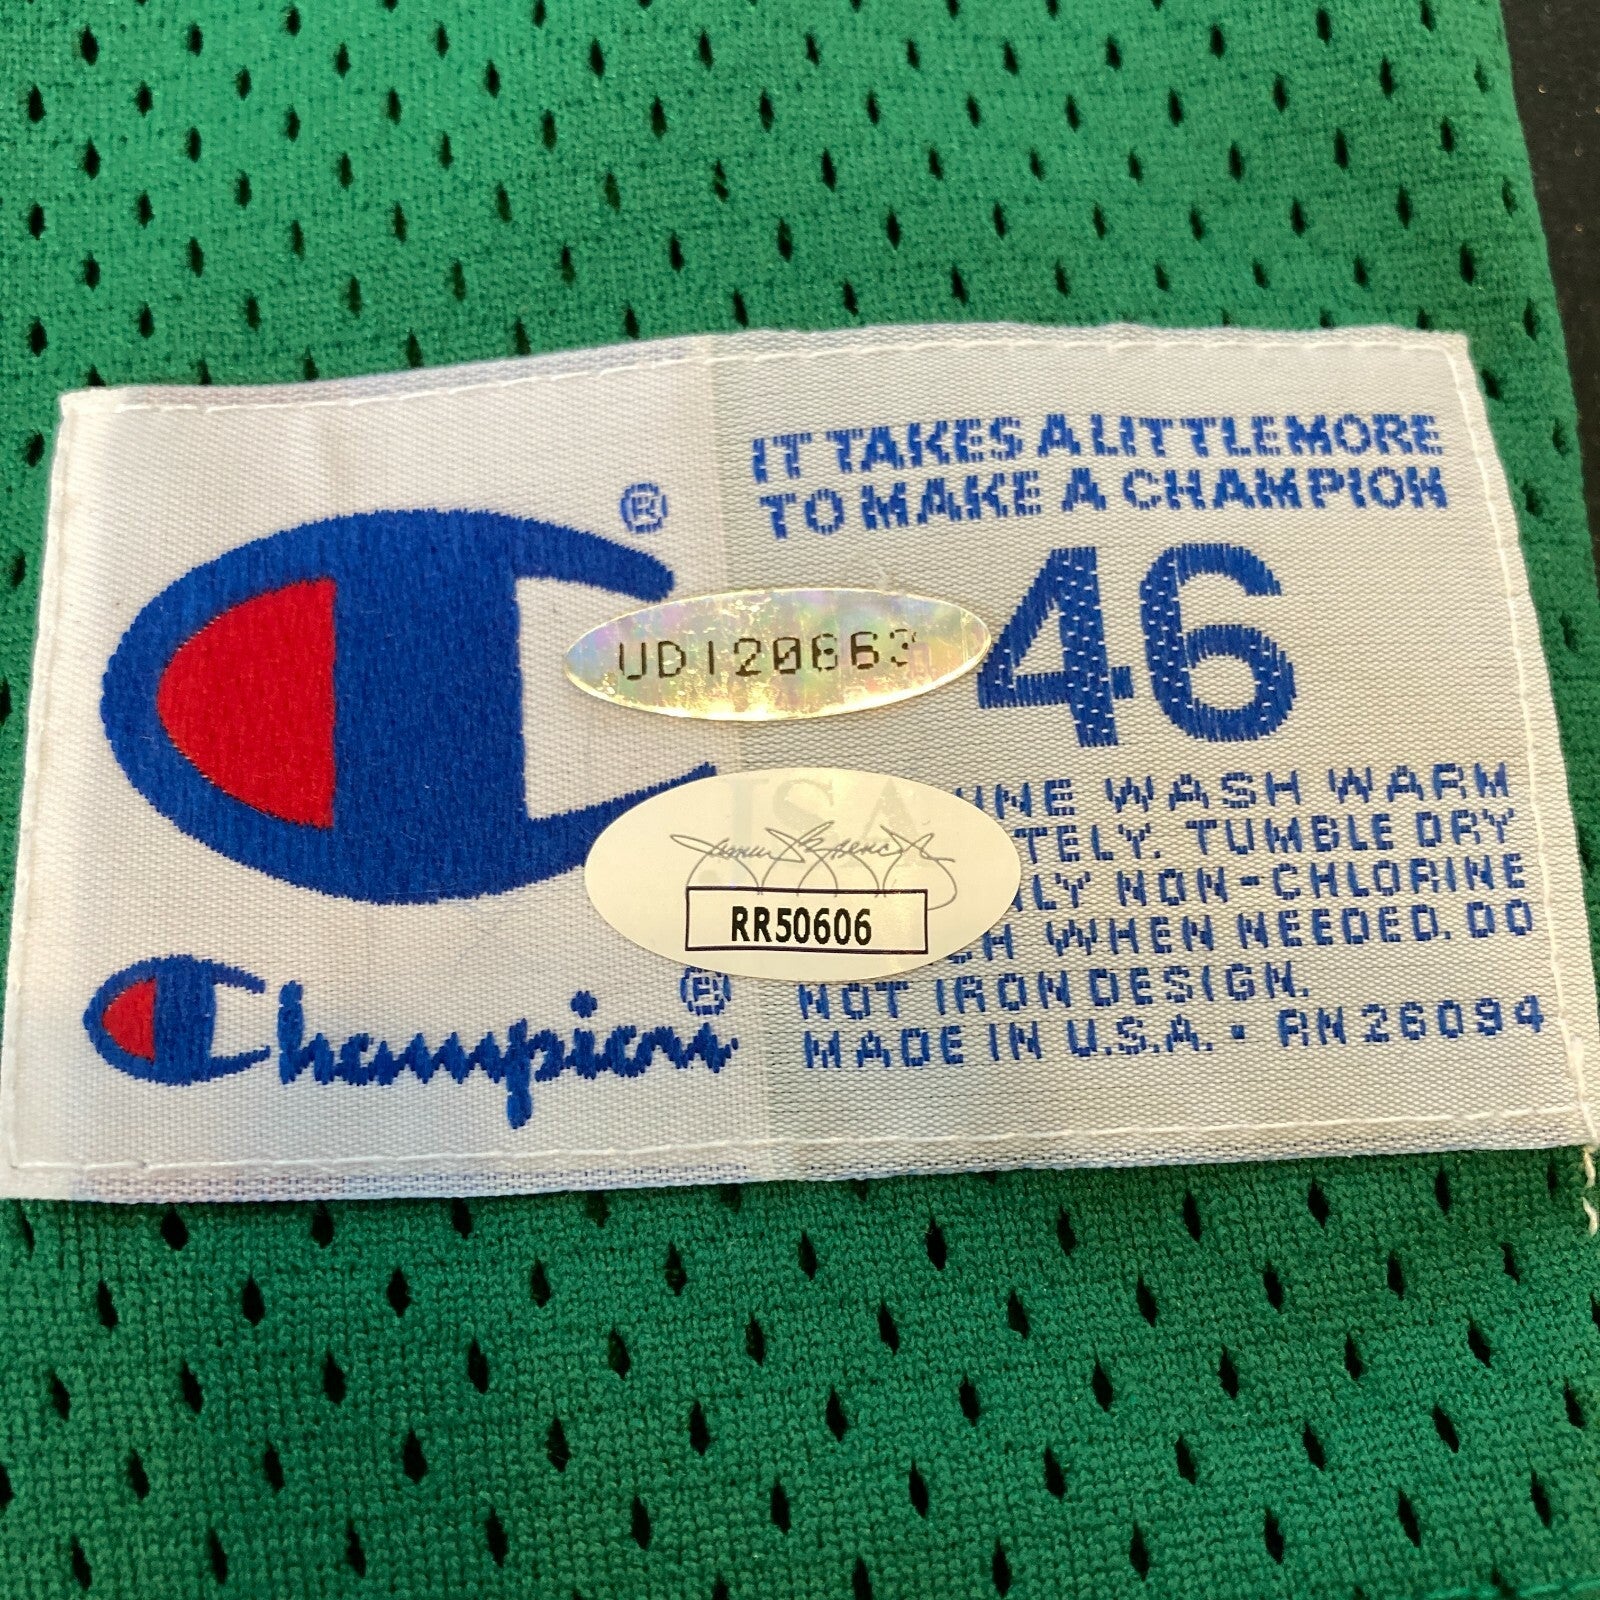 IT TAKES A LITTLE MORE
TO MAKE A CHAMPION
®
46
UD120663
JSA
RR50606
WASH WARM
TUMBLE DRY
NON-CHLORINE
WHEN NEEDED. DO
NOT IRON DESIGN.
MADE IN U.S.A. • RN 26094
Champion®